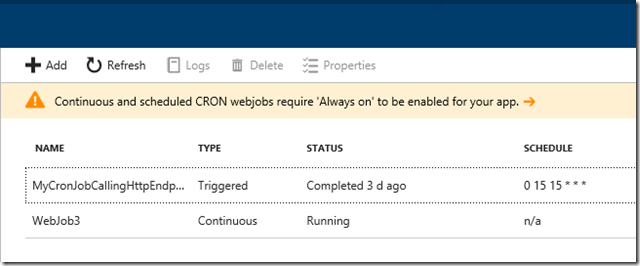 Add Refresh Logs Delete Properties
Continuous and scheduled CRON webjobs require 'Always on' to be enabled for your app.
NAME TYPE STATUS SCHEDULE
MyCronJobCallingHttpEndp... Triggered Completed 3 d ago 0 15 15 * * *
WebJob3 Continuous Running n/a